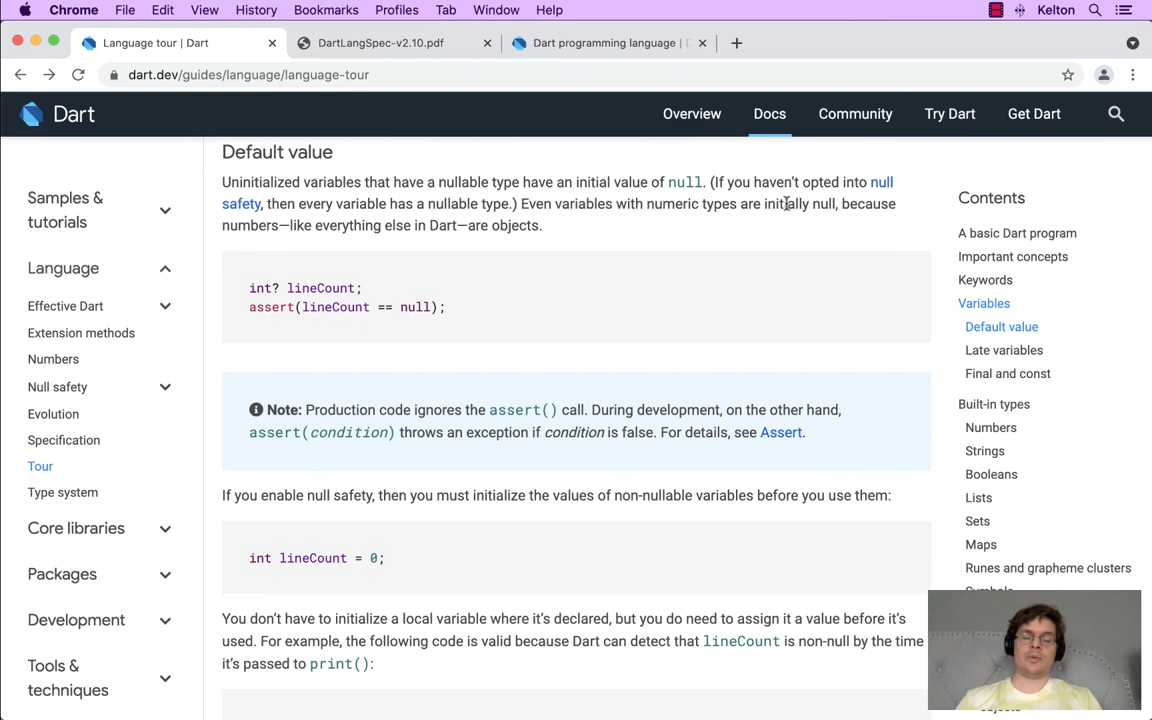 Chrome File Edit View History Bookmarks Profiles Tab Window Help Kelton
Language tour | Dart
DartLangSpec-v2.10.pdf
Dart programming language |
dart.dev/guides/language/language-tour
Dart
Overview Docs Community Try Dart Get Dart
Samples &
tutorials
Language
Effective Dart
Extension methods
Numbers
Null safety
Evolution
Specification
Tour
Type system
Core libraries
Packages
Development
Tools &
techniques
Default value
Uninitialized variables that have a nullable type have an initial value of null. (If you haven’t opted into null
safety, then every variable has a nullable type.) Even variables with numeric types are initially null, because
numbers—like everything else in Dart—are objects.
int? lineCount;
assert(lineCount == null);
Note: Production code ignores the assert() call. During development, on the other hand,
assert(condition) throws an exception if condition is false. For details, see Assert.
If you enable null safety, then you must initialize the values of non-nullable variables before you use them:
int lineCount = 0;
You don’t have to initialize a local variable where it’s declared, but you do need to assign it a value before it’s
used. For example, the following code is valid because Dart can detect that lineCount is non-null by the time
it’s passed to print():
Contents
A basic Dart program
Important concepts
Keywords
Variables
Default value
Late variables
Final and const
Built-in types
Numbers
Strings
Booleans
Lists
Sets
Maps
Runes and grapheme clusters